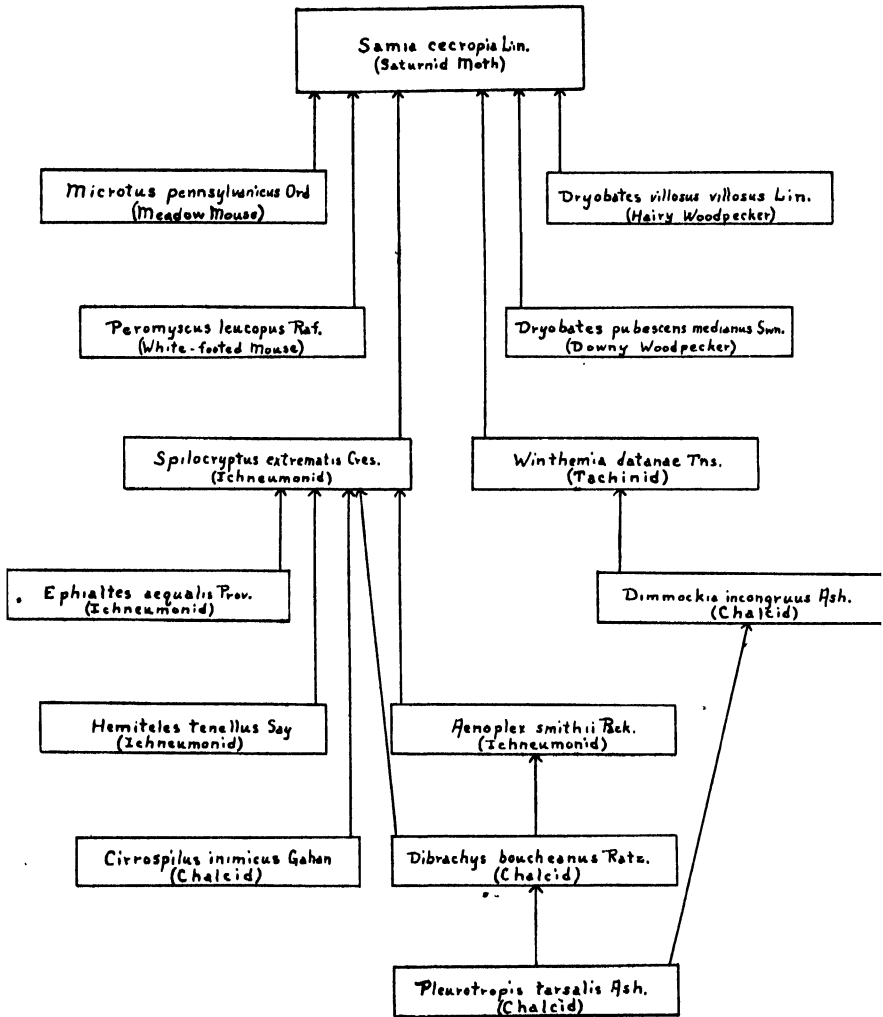 Samia cecropia Lin.
(Saturnid Moth)
Microtus pennsylvanicus Ord
(Meadow Mouse)
Dryobates villosus villosus Lin.
(Hairy Woodpecker)
Peromyscus leucopus Raf.
(White-footed Mouse)
Dryobates pubescens medianus Swn.
(Downy Woodpecker)
Spilocryptus extrematis Cres.
(Ichneumonid)
Winthemia datanae Tns.
(Tachinid)
Ephialtes aequalis Prov.
(Ichneumonid)
Dimmockia incongruus Ash.
(Chalcid)
Hemiteles tenellus Say
(Ichneumonid)
Aenoplex smithii Pack.
(Ichneumonid)
Cirrospilus inimicus Gahan
(Chalcid)
Dibrachys boucheanus Ratz.
(Chalcid)
Pleurotropis tarsalis Ash.
(Chalcid)